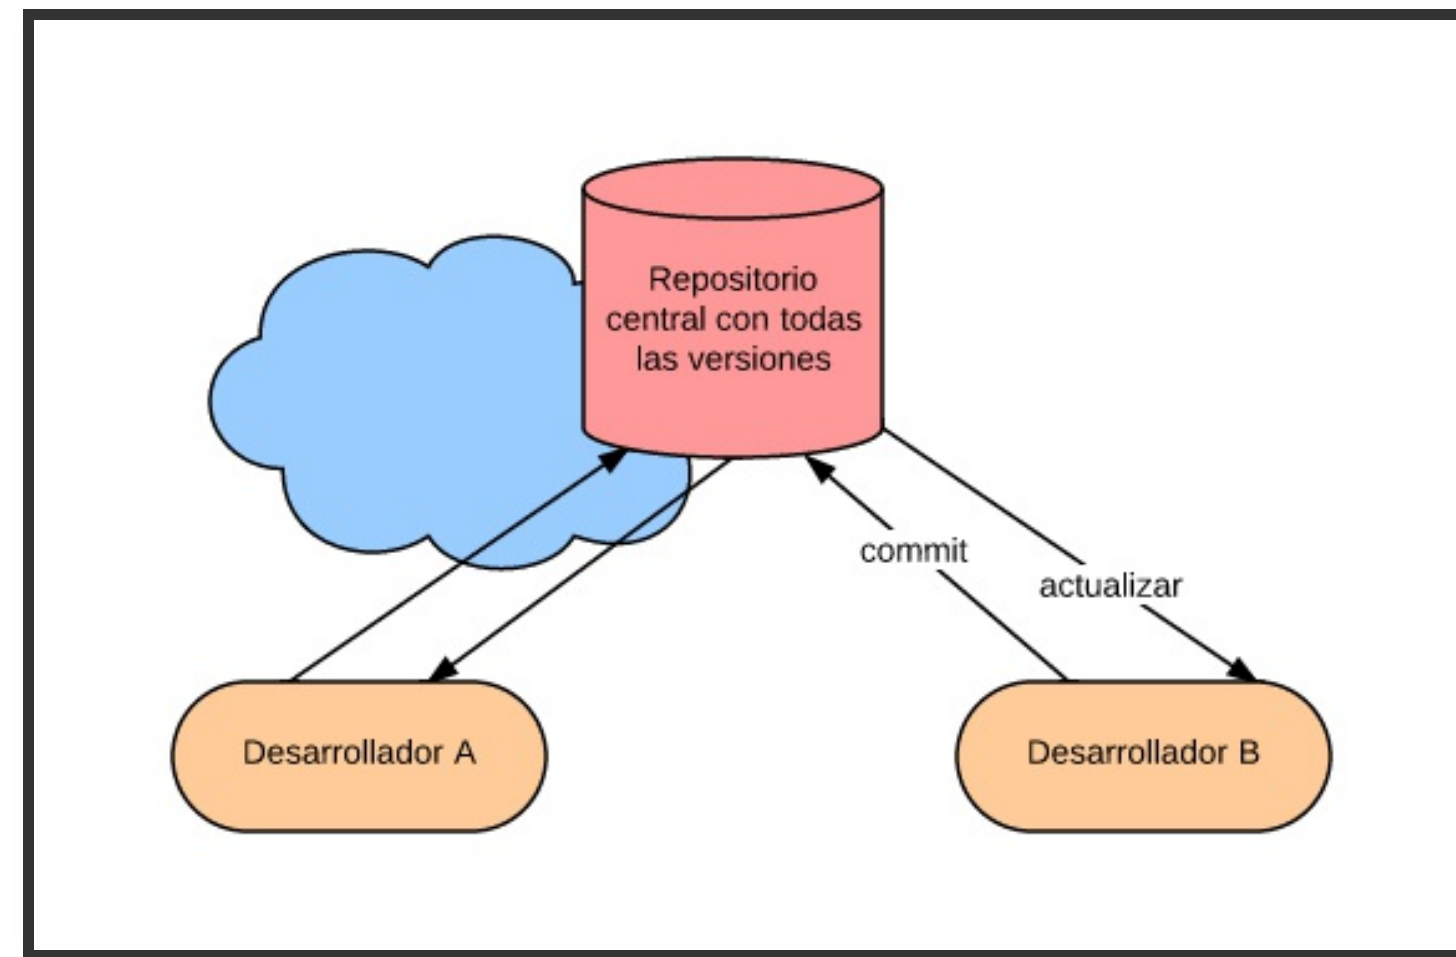 Repositorio
central con todas
las versiones
commit
actualizar
Desarrollador A
Desarrollador B